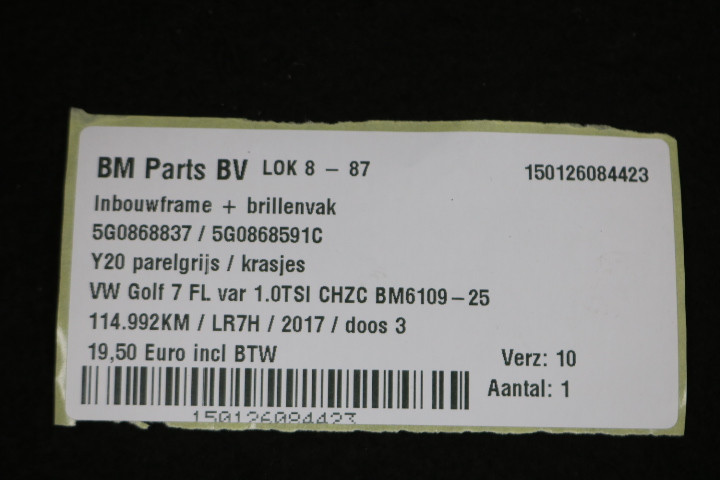 BM Parts BV LOK 8 - 87 150126084423
Inbouwframe + brillenvak
5G0868837 / 5G0868591C
Y20 parelgrijs / krasjes
VW Golf 7 FL var 1.0TSI CHZC BM6109-25
114.992KM / LR7H / 2017 / doos 3
19,50 Euro incl BTW Verz: 10
Aantal: 1
150126084423